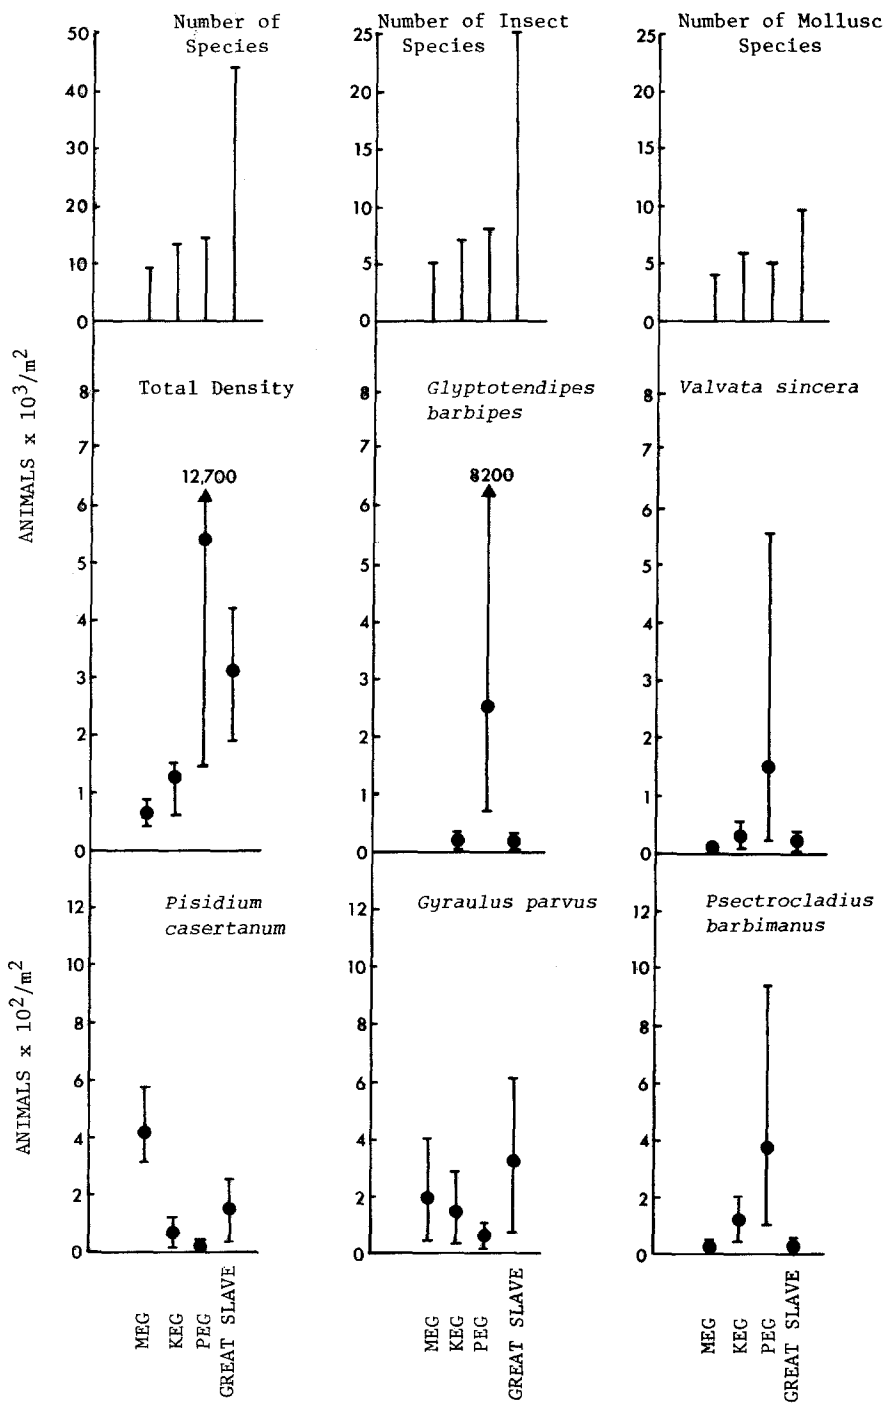 Number of
Species
50
40
30
20
10
0
Number of Insect
Species
25
20
15
10
5
0
Number of Mollusc
Species
25
20
15
10
5
0
ANIMALS x 10³/m²
Total Density
12,700
8
7
6
5
4
3
2
1
0
Glyptotendipes
barbipes
8200
8
7
6
5
4
3
2
1
0
Valvata sincera
8
7
6
5
4
3
2
1
0
ANIMALS x 10²/m²
Pisidium
casertanum
12
10
8
6
4
2
0
Gyraulus parvus
12
10
8
6
4
2
0
Psectrocladius
barbimanus
12
10
8
6
4
2
0
MEG
KEG
PEG
GREAT SLAVE
MEG
KEG
PEG
GREAT SLAVE
MEG
KEG
PEG
GREAT SLAVE